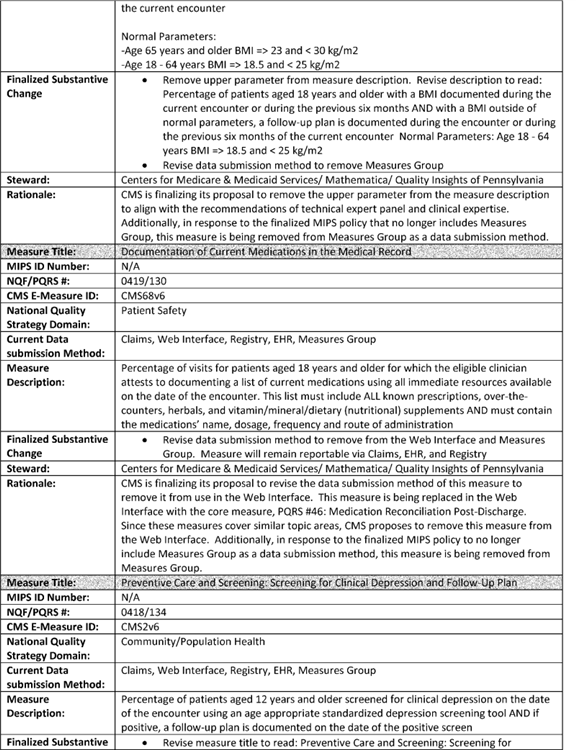 the current encounter
Normal Parameters:
-Age 65 years and older BMI => 23 and < 30 kg/m2
-Age 18 - 64 years BMI => 18.5 and < 25 kg/m2
Finalized Substantive Change
• Remove upper parameter from measure description. Revise description to read:
Percentage of patients aged 18 years and older with a BMI documented during the
current encounter or during the previous six months AND with a BMI outside of
normal parameters, a follow-up plan is documented during the encounter or during
the previous six months of the current encounter Normal Parameters: Age 18 - 64
years BMI => 18.5 and < 25 kg/m2
• Revise data submission method to remove Measures Group
Steward: Centers for Medicare & Medicaid Services/ Mathematica/ Quality Insights of Pennsylvania
Rationale: CMS is finalizing its proposal to remove the upper parameter from the measure description
to align with the recommendations of technical expert panel and clinical expertise.
Additionally, in response to the finalized MIPS policy that no longer includes Measures
Group, this measure is being removed from Measures Group as a data submission method.
Measure Title: Documentation of Current Medications in the Medical Record
MIPS ID Number: N/A
NQF/PQRS #: 0419/130
CMS E-Measure ID: CMS68v6
National Quality Strategy Domain: Patient Safety
Current Data submission Method: Claims, Web Interface, Registry, EHR, Measures Group
Measure Description:
Percentage of visits for patients aged 18 years and older for which the eligible clinician
attests to documenting a list of current medications using all immediate resources available
on the date of the encounter. This list must include ALL known prescriptions, over-the-
counters, herbals, and vitamin/mineral/dietary (nutritional) supplements AND must contain
the medications' name, dosage, frequency and route of administration
Finalized Substantive Change
• Revise data submission method to remove from the Web Interface and Measures
Group. Measure will remain reportable via Claims, EHR, and Registry
Steward: Centers for Medicare & Medicaid Services/ Mathematica/ Quality Insights of Pennsylvania
Rationale: CMS is finalizing its proposal to revise the data submission method of this measure to
remove it from use in the Web Interface. This measure is being replaced in the Web
Interface with the core measure, PQRS #46: Medication Reconciliation Post-Discharge.
Since these measures cover similar topic areas, CMS proposes to remove this measure from
the Web Interface. Additionally, in response to the finalized MIPS policy to no longer
include Measures Group as a data submission method, this measure is being removed from
Measures Group.
Measure Title: Preventive Care and Screening: Screening for Clinical Depression and Follow-Up Plan
MIPS ID Number: N/A
NQF/PQRS #: 0418/134
CMS E-Measure ID: CMS2v6
National Quality Strategy Domain: Community/Population Health
Current Data submission Method: Claims, Web Interface, Registry, EHR, Measures Group
Measure Description:
Percentage of patients aged 12 years and older screened for clinical depression on the date
of the encounter using an age appropriate standardized depression screening tool AND if
positive, a follow-up plan is documented on the date of the positive screen
Finalized Substantive • Revise measure title to read: Preventive Care and Screening: Screening for